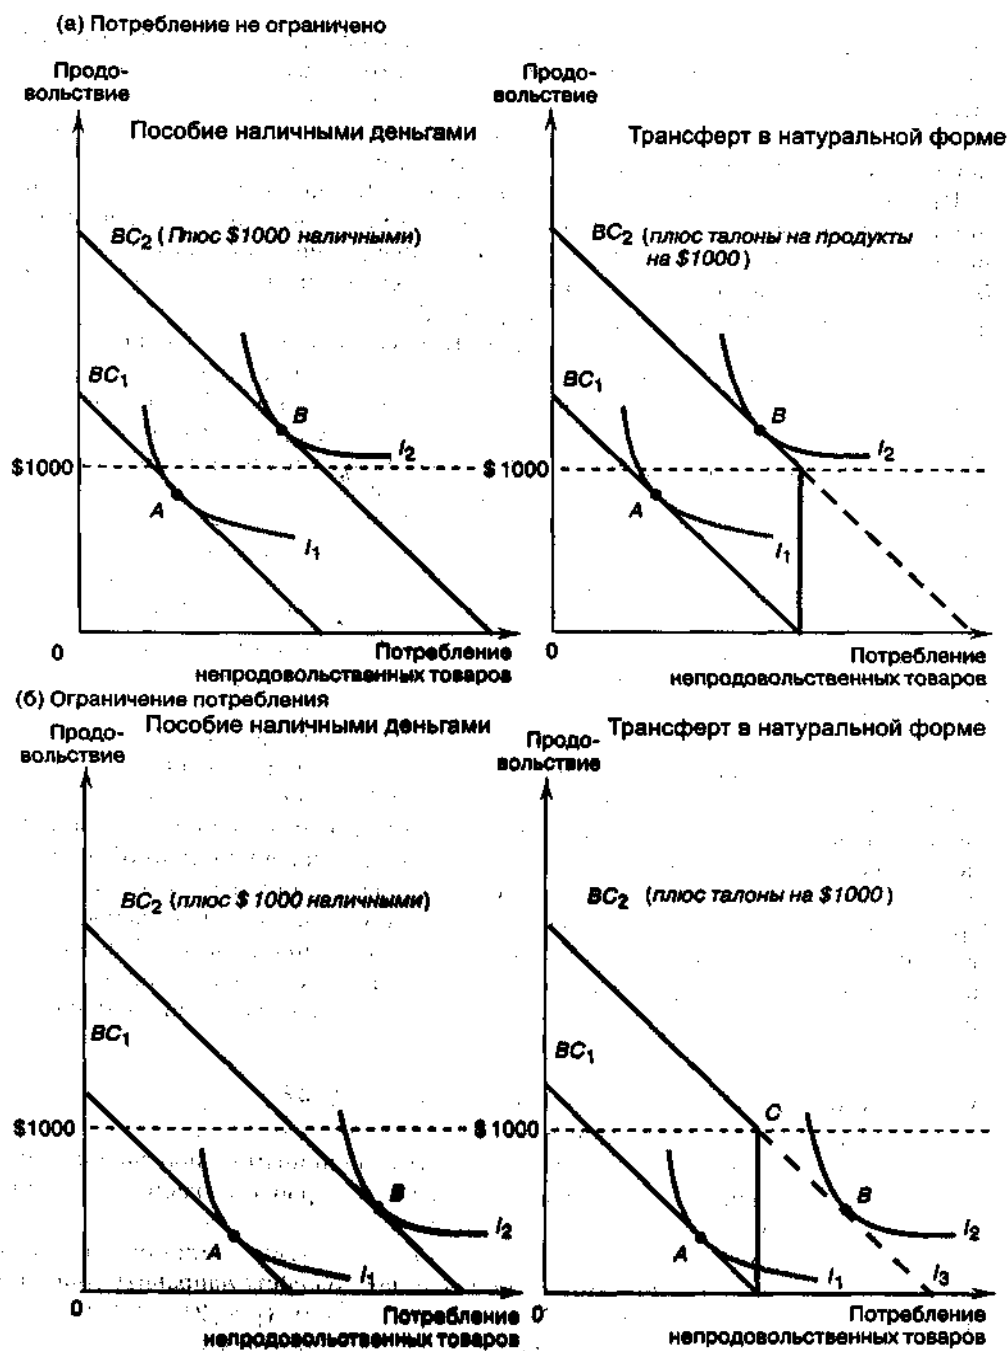 (а) Потребление не ограничено
Продо-
вольствие
Пособие наличными деньгами
BC2 (Плюс $1000 наличными)
BC1
B
I2
$1000
A
I1
0
Потребление
непродовольственных товаров
Продо-
вольствие
Трансферт в натуральной форме
BC2 (плюс талоны на продукты
на $1000)
BC1
B
I2
$1000
A
I1
0
Потребление
непродовольственных товаров
(б) Ограничение потребления
Пособие наличными деньгами
Продо-
вольствие
BC2 (плюс $1000 наличными)
BC1
$1000
B
I2
A
I1
0
Потребление
непродовольственных товаров
Трансферт в натуральной форме
Продо-
вольствие
BC2 (плюс талоны на $1000)
BC1
C
$1000
B
I2
A
I1
I3
0
Потребление
непродовольственных товаров